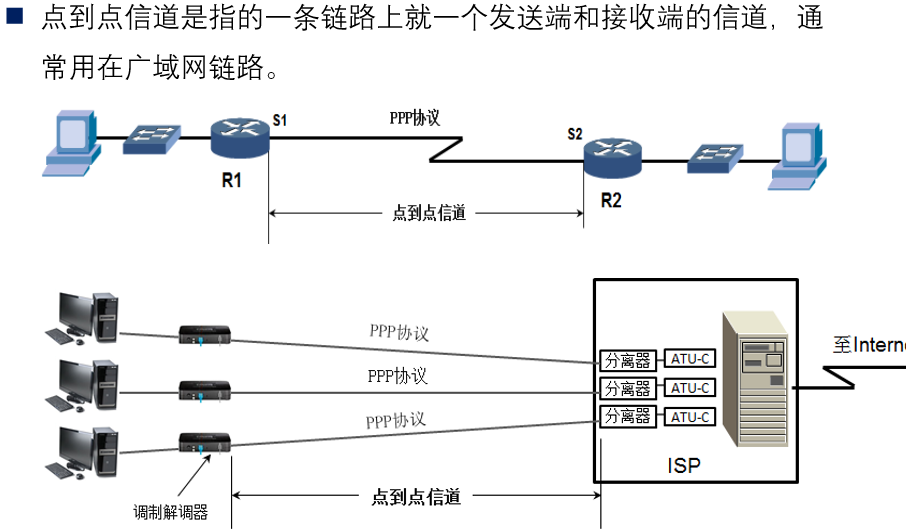 点到点信道是指的一条链路上就一个发送端和接收端的信道，通
常用在广域网链路。
S1
PPP协议
S2
R1
R2
点到点信道
PPP协议
至Interne
分离器
ATU-C
PPP协议
分离器
ATU-C
PPP协议
分离器
ATU-C
ISP
调制解调器
点到点信道